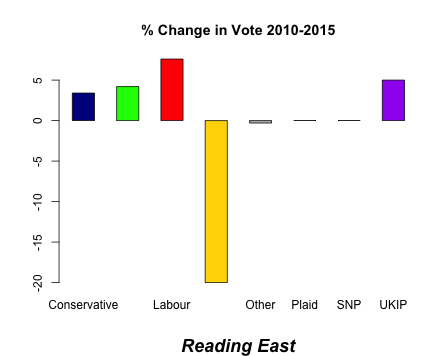 % Change in Vote 2010-2015
5
0
-5
-10
-15
-20
Conservative Labour Other Plaid SNP UKIP
Reading East